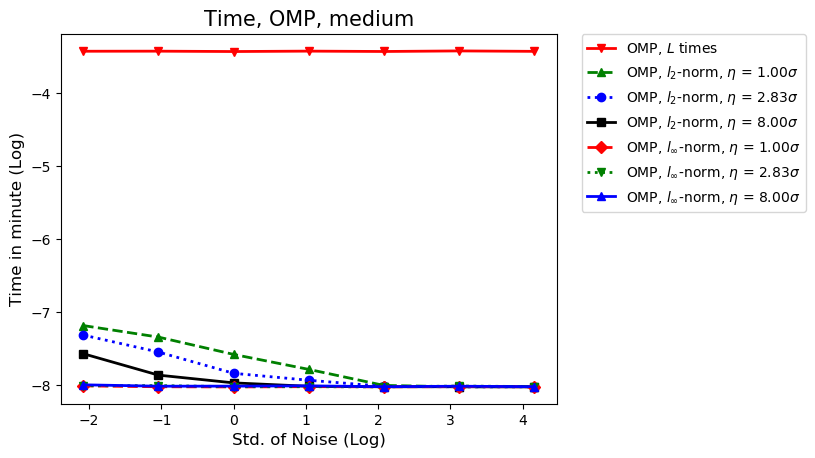 Time, OMP, medium
OMP, L times
OMP, l₂-norm, η = 1.00σ
OMP, l₂-norm, η = 2.83σ
OMP, l₂-norm, η = 8.00σ
OMP, l∞-norm, η = 1.00σ
OMP, l∞-norm, η = 2.83σ
OMP, l∞-norm, η = 8.00σ
Time in minute (Log)
−4
−5
−6
−7
−8
−2 −1 0 1 2 3 4
Std. of Noise (Log)